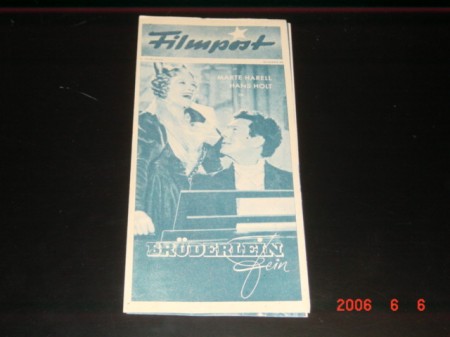 Filmpost
MARTE HARELL
HANS HOLT
BRÜDERLEIN
fein
2006 6 6